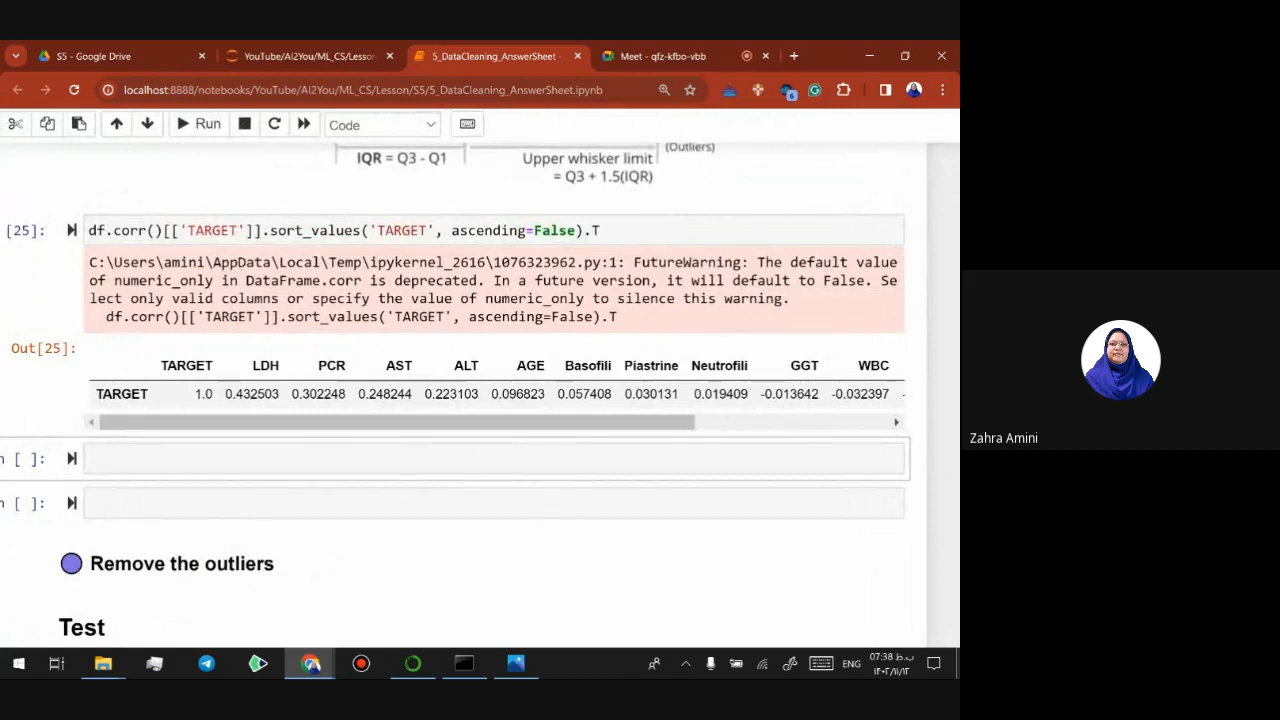 S5 - Google Drive
YouTube/AI2You/ML_CS/Lesson
5_DataCleaning_AnswerSheet -
Meet - qfz-kfbo-vbb
localhost:8888/notebooks/YouTube/AI2You/ML_CS/Lesson/S5/5_DataCleaning_AnswerSheet.ipynb
6
Run
Code
IQR = Q3 - Q1
Upper whisker limit
= Q3 + 1.5(IQR)
(Outliers)
[25]:
df.corr()[['TARGET']].sort_values('TARGET', ascending=False).T
C:\Users\amini\AppData\Local\Temp\ipykernel_2616\1076323962.py:1: FutureWarning: The default value
of numeric_only in DataFrame.corr is deprecated. In a future version, it will default to False. Se
lect only valid columns or specify the value of numeric_only to silence this warning.
df.corr()[['TARGET']].sort_values('TARGET', ascending=False).T
Out[25]:
TARGET LDH PCR AST ALT AGE Basofili Piastrine Neutrofili GGT WBC
TARGET 1.0 0.432503 0.302248 0.248244 0.223103 0.096823 0.057408 0.030131 0.019409 -0.013642 -0.032397 -
n [ ]:
n [ ]:
Remove the outliers
Test
Zahra Amini
ENG
07:38 ب.ظ
۱۴۰۲/۱۱/۱۳